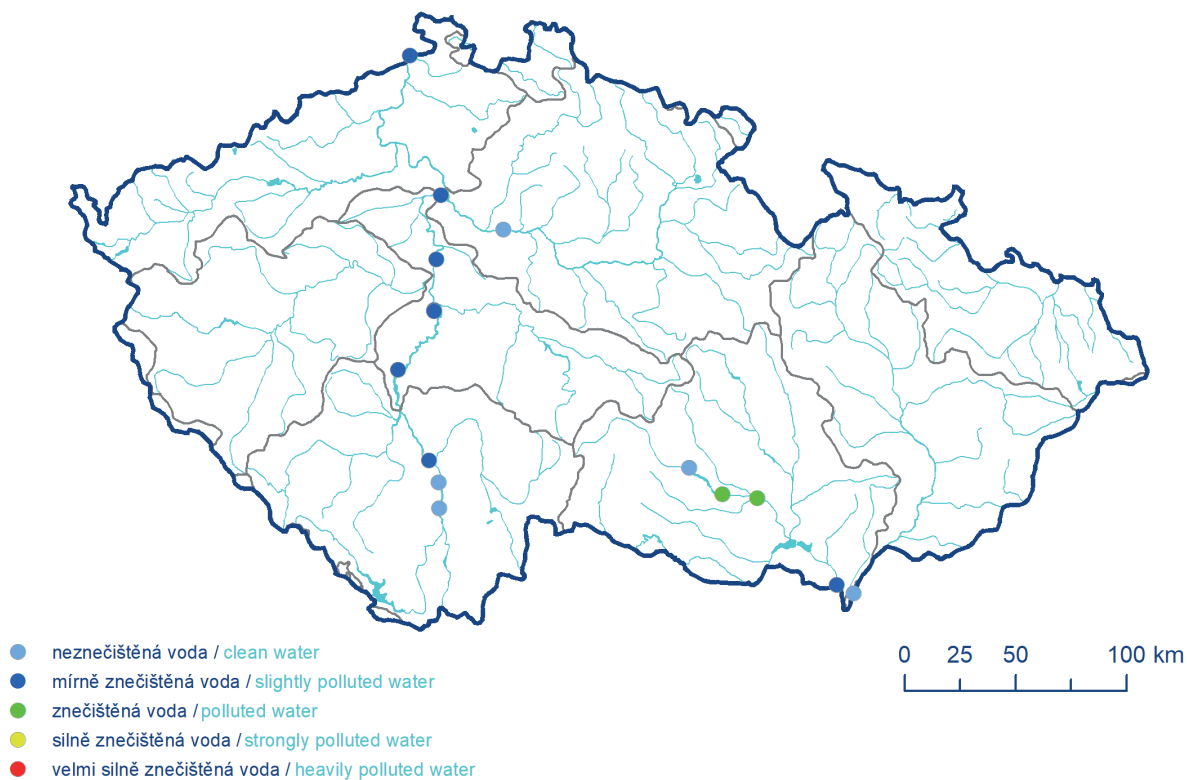 neznečištěná voda / clean water
mírně znečištěná voda / slightly polluted water
znečištěná voda / polluted water
silně znečištěná voda / strongly polluted water
velmi silně znečištěná voda / heavily polluted water
0 25 50 100 km